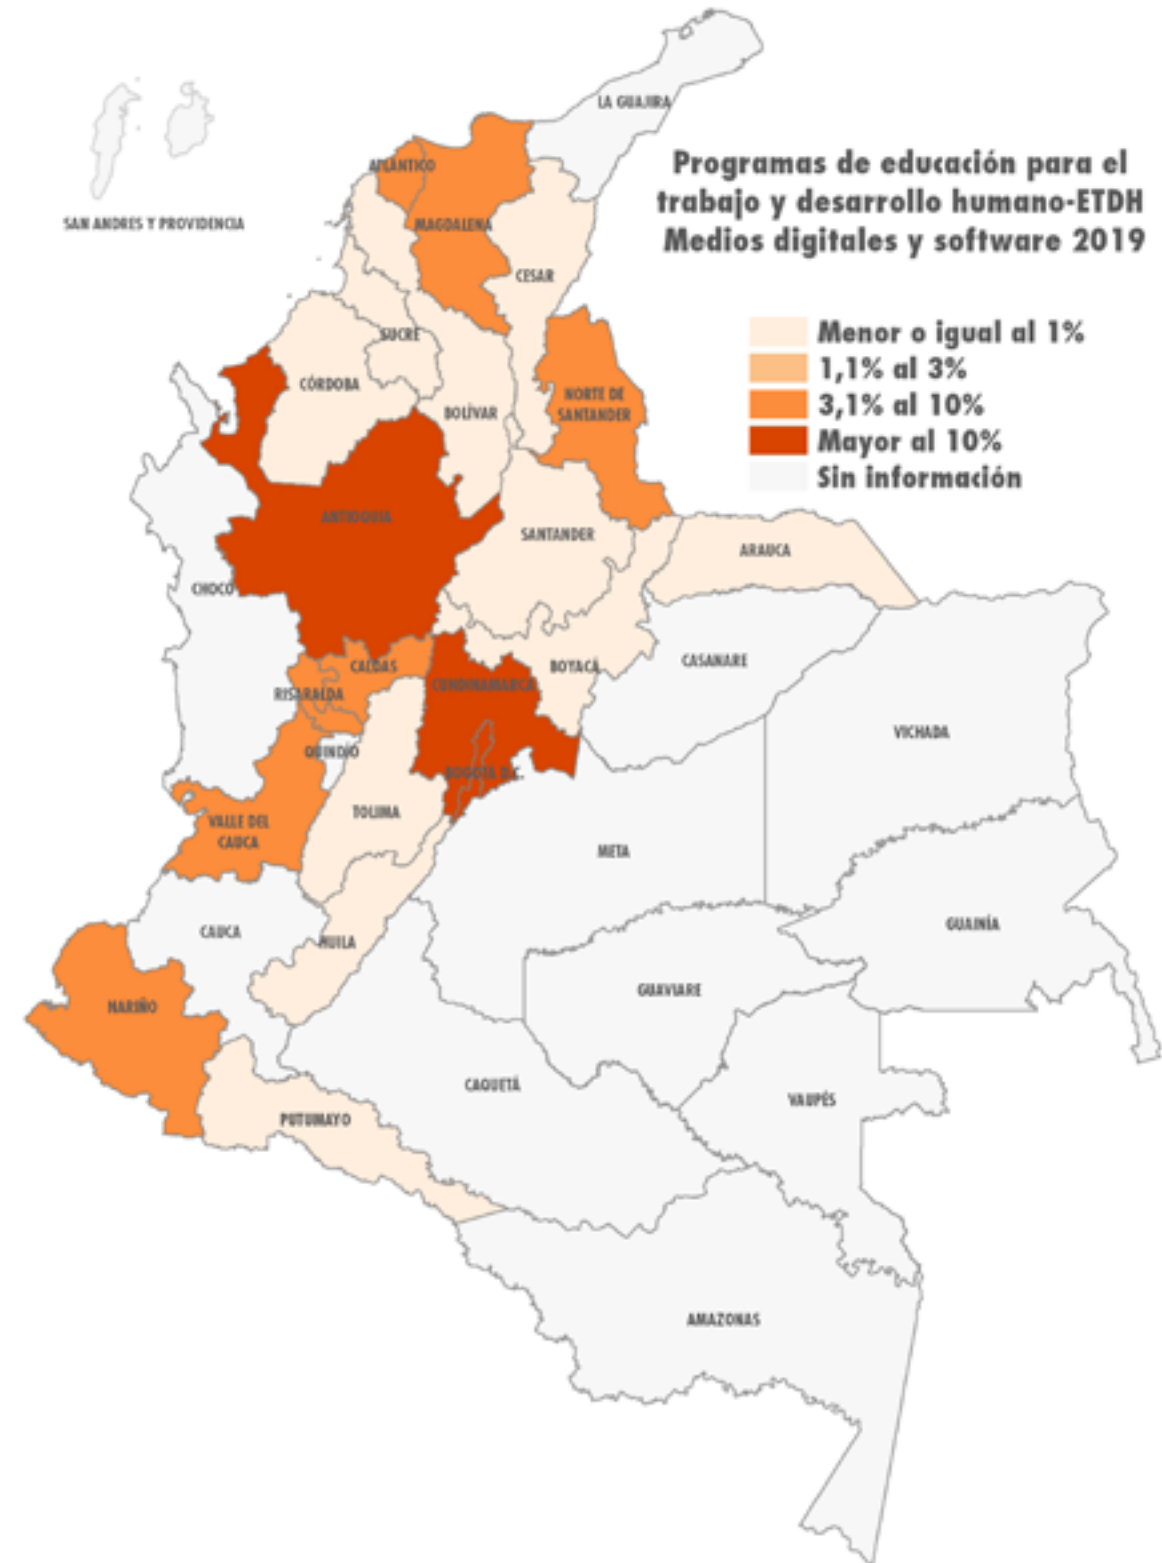 LA GUAJIRA
Programas de educación para el
trabajo y desarrollo humano-ETDH
Medios digitales y software 2019
ATLÁNTICO
SAN ANDRES Y PROVIDENCIA
MAGDALENA
CESAR
Menor o igual al 1%
1,1% al 3%
3,1% al 10%
Mayor al 10%
Sin información
SUCRE
CÓRDOBA
BOLÍVAR
NORTE DE
SANTANDER
ANTIOQUIA
SANTANDER
ARAUCA
CHOCÓ
CALDAS
BOYACÁ
CASANARE
RISARALDA
CUNDINAMARCA
QUINDÍO
VICHADA
BOGOTÁ D.C.
TOLIMA
VALLE DEL
CAUCA
META
CAUCA
HUILA
GUAINÍA
GUAVIARE
NARIÑO
CAQUETÁ
VAUPÉS
PUTUMAYO
AMAZONAS